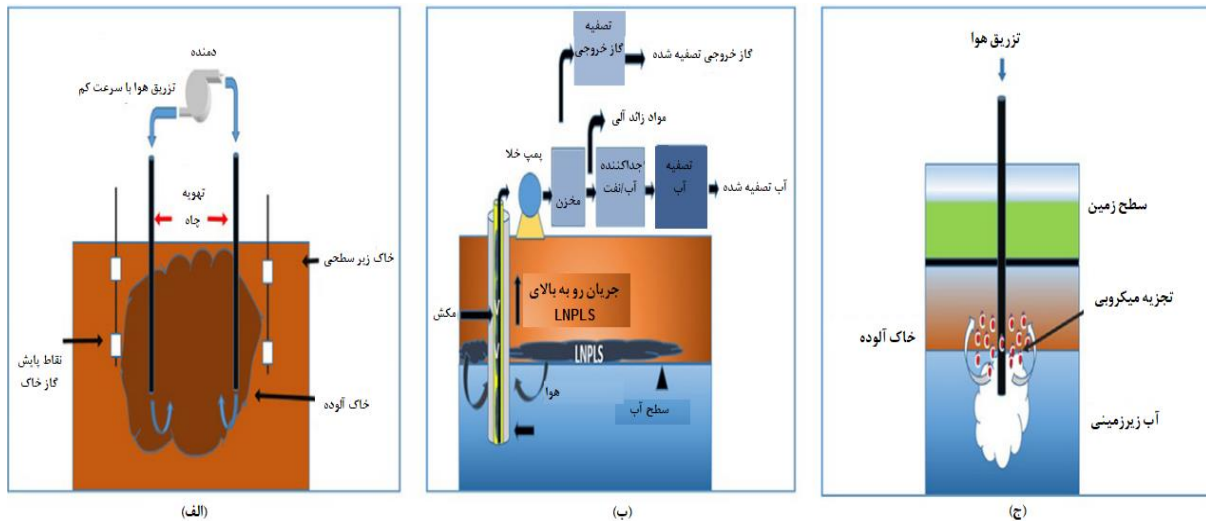 دمنده
تزریق هوا با سرعت کم
تهویه
چاه
خاک زیر سطحی
نقاط پایش
گاز خاک
خاک آلوده
(الف)
تصفیه
گاز خروجی
گاز خروجی تصفیه شده
مواد زائد آلی
پمپ خلا
مخزن
جداکننده
آب/نفت
تصفیه
آب
آب تصفیه شده
جریان رو به بالای
LNPLS
مکش
LNPLS
هوا
سطح آب
(ب)
تزریق هوا
سطح زمین
تجزیه میکروبی
خاک آلوده
آب زیرزمینی
(ج)